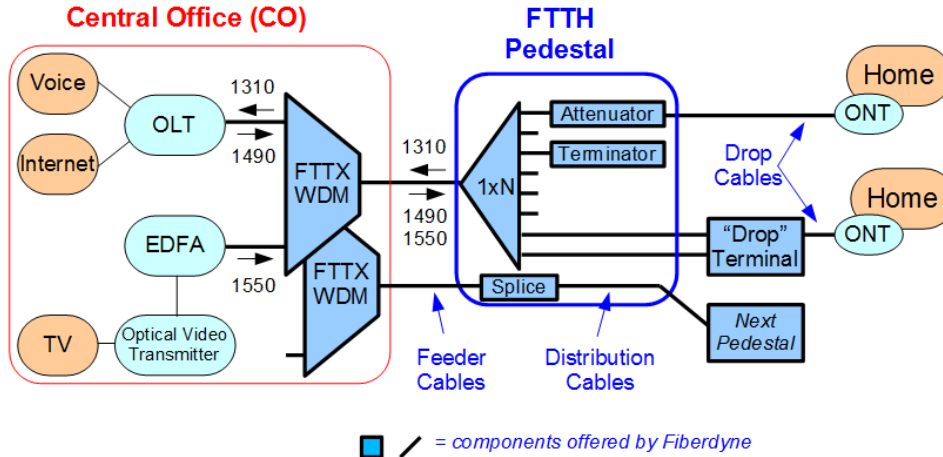 Central Office (CO)
FTTH
Pedestal
Voice
Internet
OLT
1310
1490
FTTX
WDM
EDFA
1550
FTTX
WDM
TV
Optical Video
Transmitter
1310
1490
1550
1xN
Attenuator
Terminator
Splice
Drop
Cables
Home
ONT
Home
ONT
“Drop”
Terminal
Next
Pedestal
Feeder
Cables
Distribution
Cables
= components offered by Fiberdyne